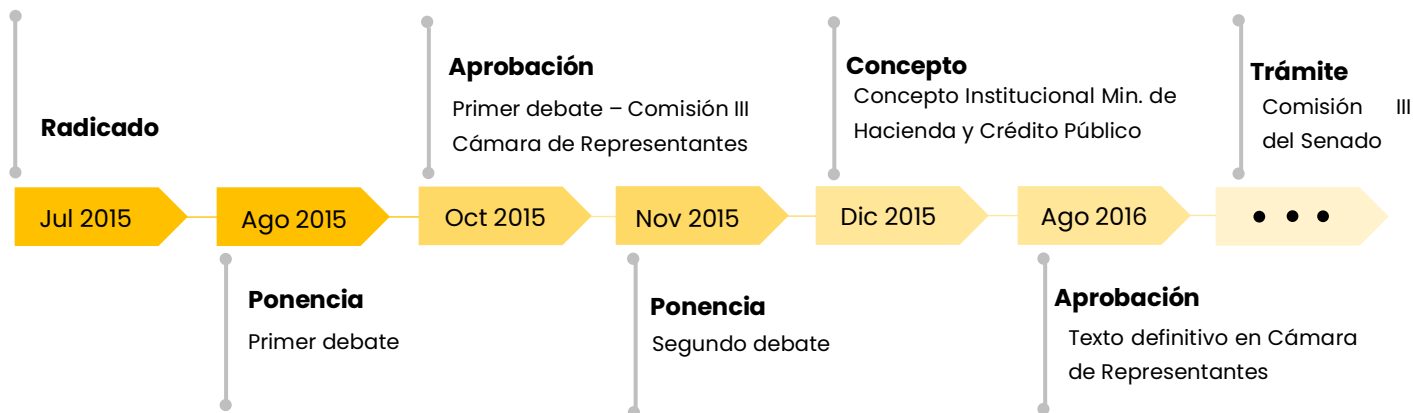 Radicado
Aprobación
Primer debate – Comisión III
Cámara de Representantes
Concepto
Concepto Institucional Min. de
Hacienda y Crédito Público
Trámite
Comisión III
del Senado
Jul 2015
Ago 2015
Oct 2015
Nov 2015
Dic 2015
Ago 2016
• • •
Ponencia
Primer debate
Ponencia
Segundo debate
Aprobación
Texto definitivo en Cámara
de Representantes